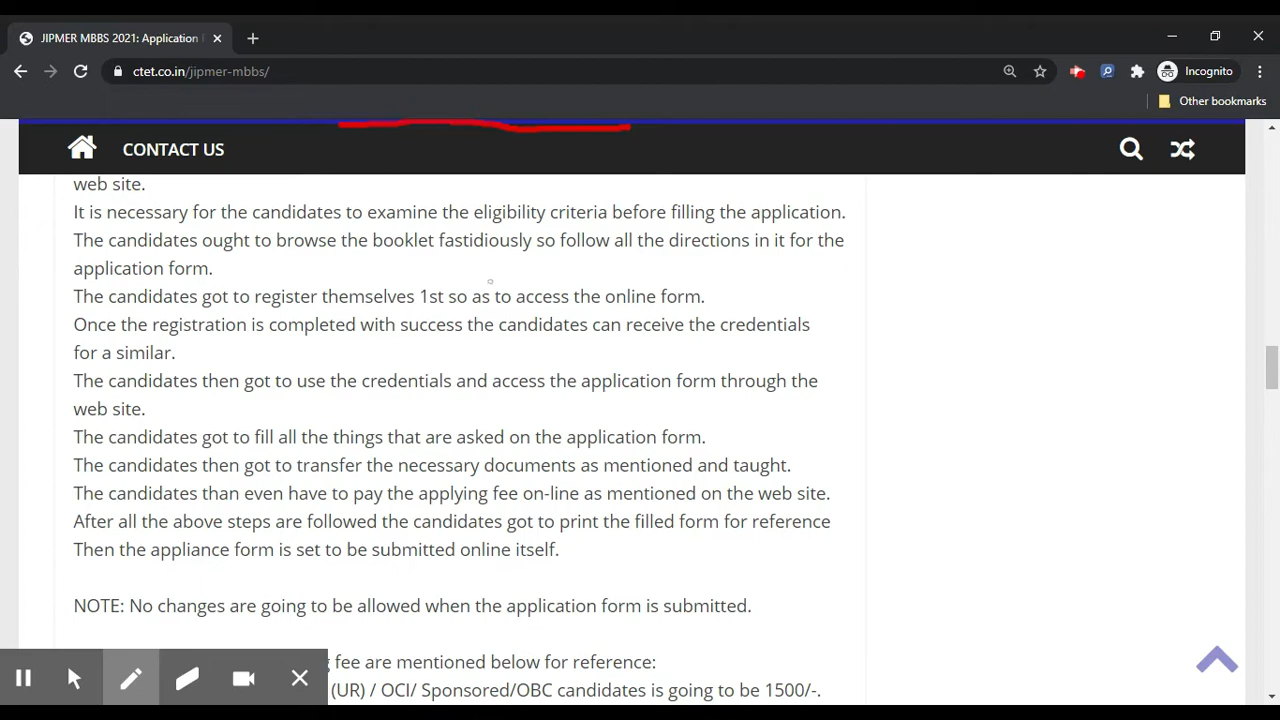 JIPMER MBBS 2021: Application
ctet.co.in/jipmer-mbbs/
Incognito
Other bookmarks
CONTACT US
web site.
It is necessary for the candidates to examine the eligibility criteria before filling the application.
The candidates ought to browse the booklet fastidiously so follow all the directions in it for the
application form.
The candidates got to register themselves 1st so as to access the online form.
Once the registration is completed with success the candidates can receive the credentials
for a similar.
The candidates then got to use the credentials and access the application form through the
web site.
The candidates got to fill all the things that are asked on the application form.
The candidates then got to transfer the necessary documents as mentioned and taught.
The candidates than even have to pay the applying fee on-line as mentioned on the web site.
After all the above steps are followed the candidates got to print the filled form for reference
Then the appliance form is set to be submitted online itself.
NOTE: No changes are going to be allowed when the application form is submitted.
fee are mentioned below for reference:
(UR) / OCI/ Sponsored/OBC candidates is going to be 1500/-.